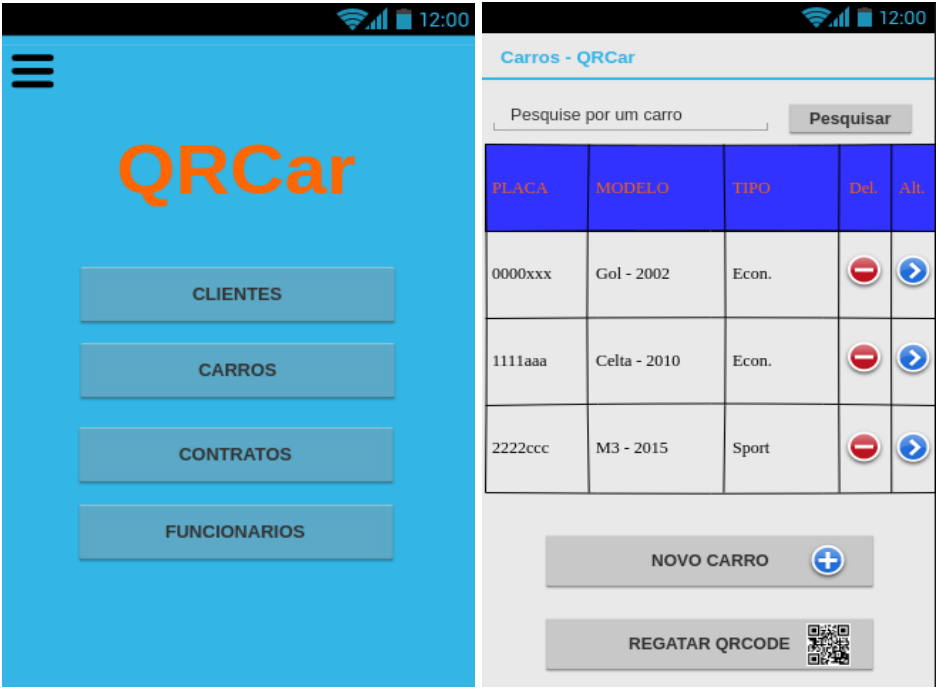 12:00
QRCar
CLIENTES
CARROS
CONTRATOS
FUNCIONARIOS
12:00
Carros - QRCar
Pesquise por um carro Pesquisar
PLACA MODELO TIPO Del. Alt.
0000xxx Gol - 2002 Econ.
1111aaa Celta - 2010 Econ.
2222ccc M3 - 2015 Sport
NOVO CARRO
REGATAR QRCODE